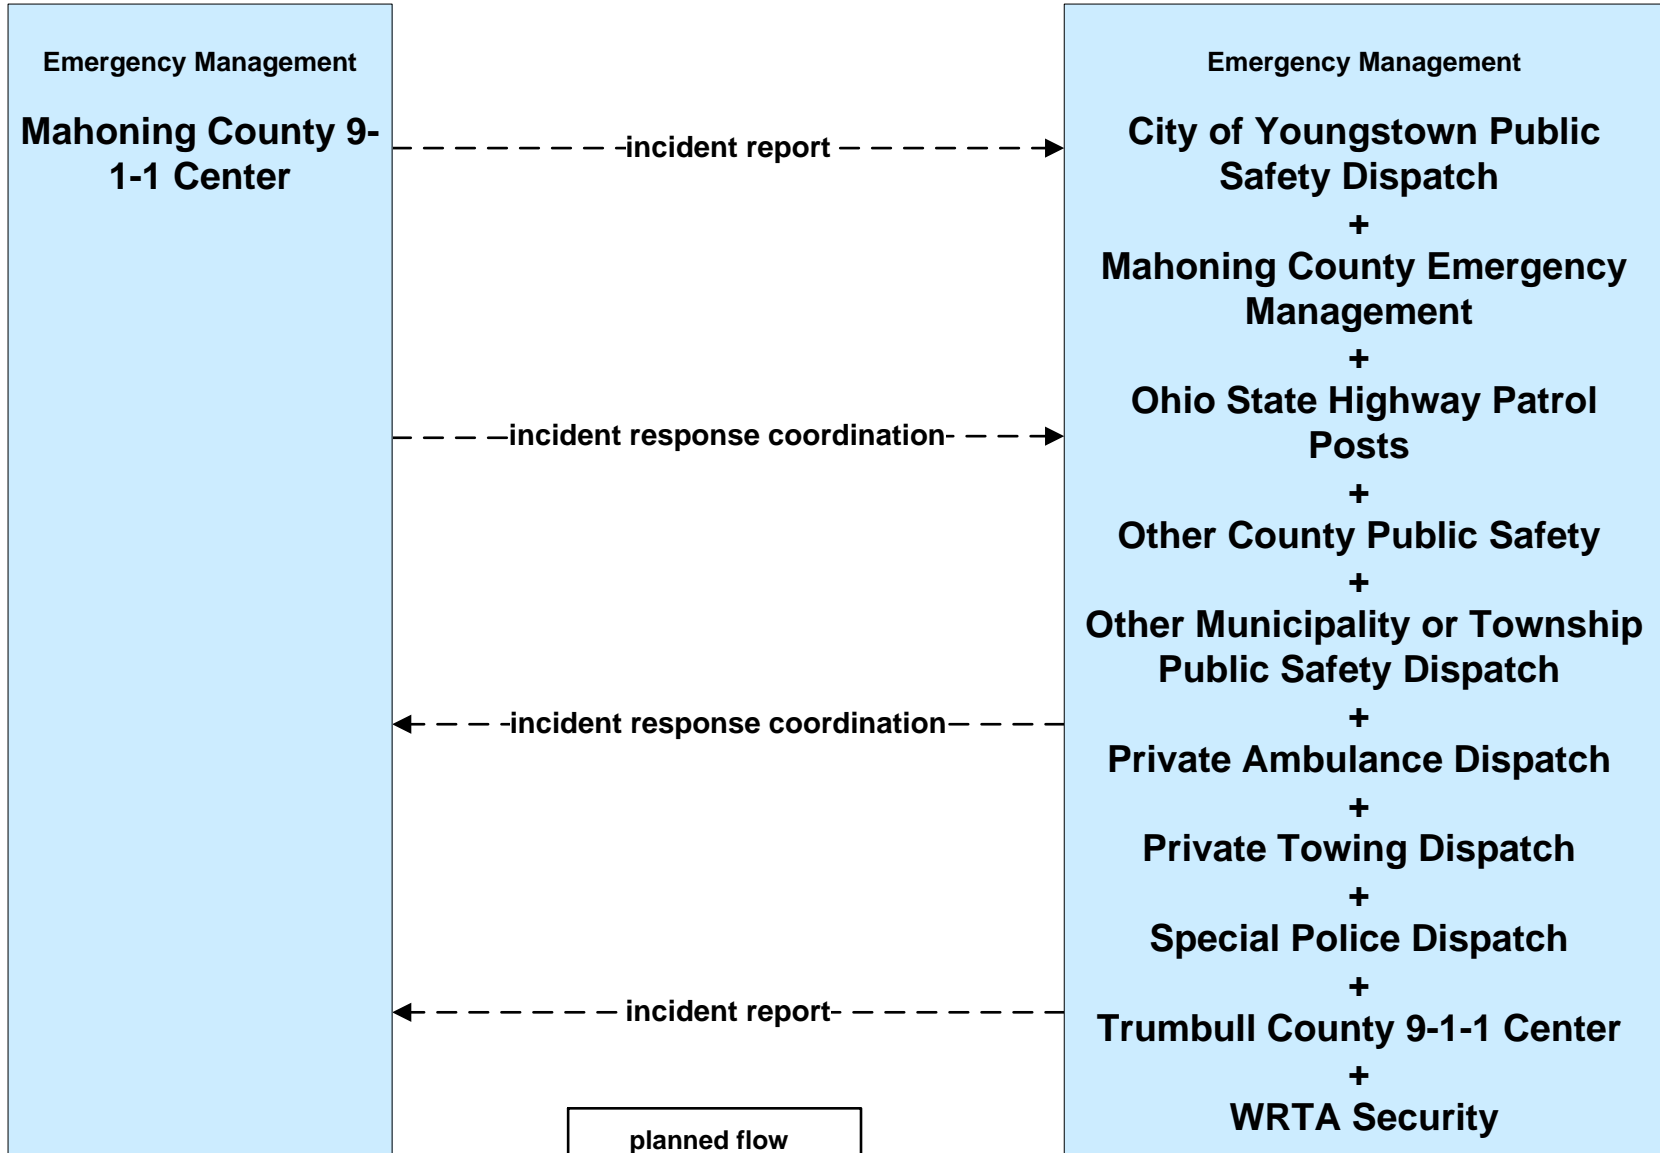 Emergency Management
Mahoning County 9-
1-1 Center
incident report
incident response coordination
incident response coordination
incident report
planned flow
Emergency Management
City of Youngstown Public
Safety Dispatch
+
Mahoning County Emergency
Management
+
Ohio State Highway Patrol
Posts
+
Other County Public Safety
+
Other Municipality or Township
Public Safety Dispatch
+
Private Ambulance Dispatch
+
Private Towing Dispatch
+
Special Police Dispatch
+
Trumbull County 9-1-1 Center
+
WRTA Security